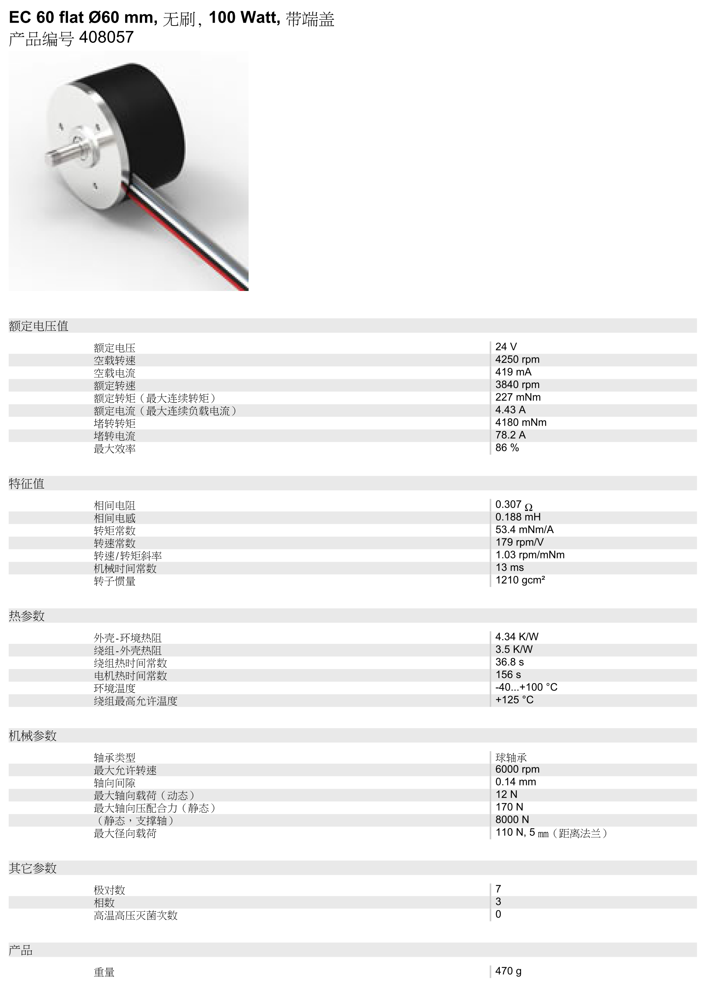 EC 60 flat Ø60 mm, 无刷, 100 Watt, 带端盖
产品编号 408057
额定电压值
额定电压 24 V
空载转速 4250 rpm
空载电流 419 mA
额定转速 3840 rpm
额定转矩（最大连续转矩） 227 mNm
额定电流（最大连续负载电流） 4.43 A
堵转转矩 4180 mNm
堵转电流 78.2 A
最大效率 86 %
特征值
相间电阻 0.307 Ω
相间电感 0.188 mH
转矩常数 53.4 mNm/A
转速常数 179 rpm/V
转速/转矩斜率 1.03 rpm/mNm
机械时间常数 13 ms
转子惯量 1210 gcm²
热参数
外壳-环境热阻 4.34 K/W
绕组-外壳热阻 3.5 K/W
绕组热时间常数 36.8 s
电机热时间常数 156 s
环境温度 -40...+100 °C
绕组最高允许温度 +125 °C
机械参数
轴承类型 球轴承
最大允许转速 6000 rpm
轴向间隙 0.14 mm
最大轴向载荷（动态） 12 N
最大轴向压配合力（静态） 170 N
（静态，支撑轴） 8000 N
最大径向载荷 110 N, 5 mm（距离法兰）
其它参数
极对数 7
相数 3
高温高压灭菌次数 0
产品
重量 470 g